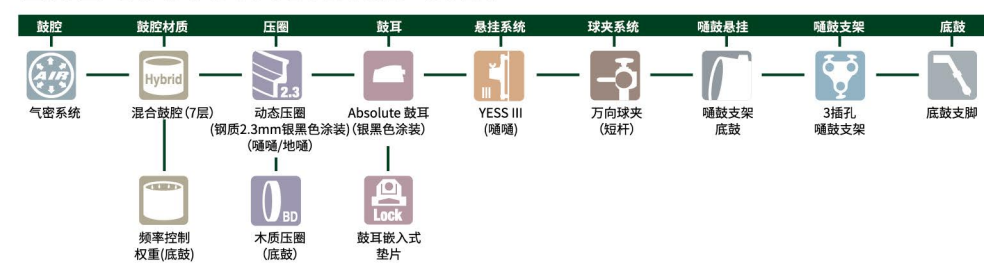 鼓腔 鼓腔材质 压圈 鼓耳 悬挂系统 球夹系统 嗵鼓悬挂 嗵鼓支架 底鼓
AIR
Hybrid
2.3
III
气密系统
混合鼓腔(7层)
动态压圈
(钢质2.3mm银黑色涂装)
(嗵嗵/地嗵)
Absolute 鼓耳
(银黑色涂装)
YESS III
(嗵嗵)
万向球夹
(短杆)
嗵鼓支架
底鼓
3插孔
嗵鼓支架
底鼓支脚
BD
Lock
频率控制
权重(底鼓)
木质压圈
(底鼓)
鼓耳嵌入式
垫片